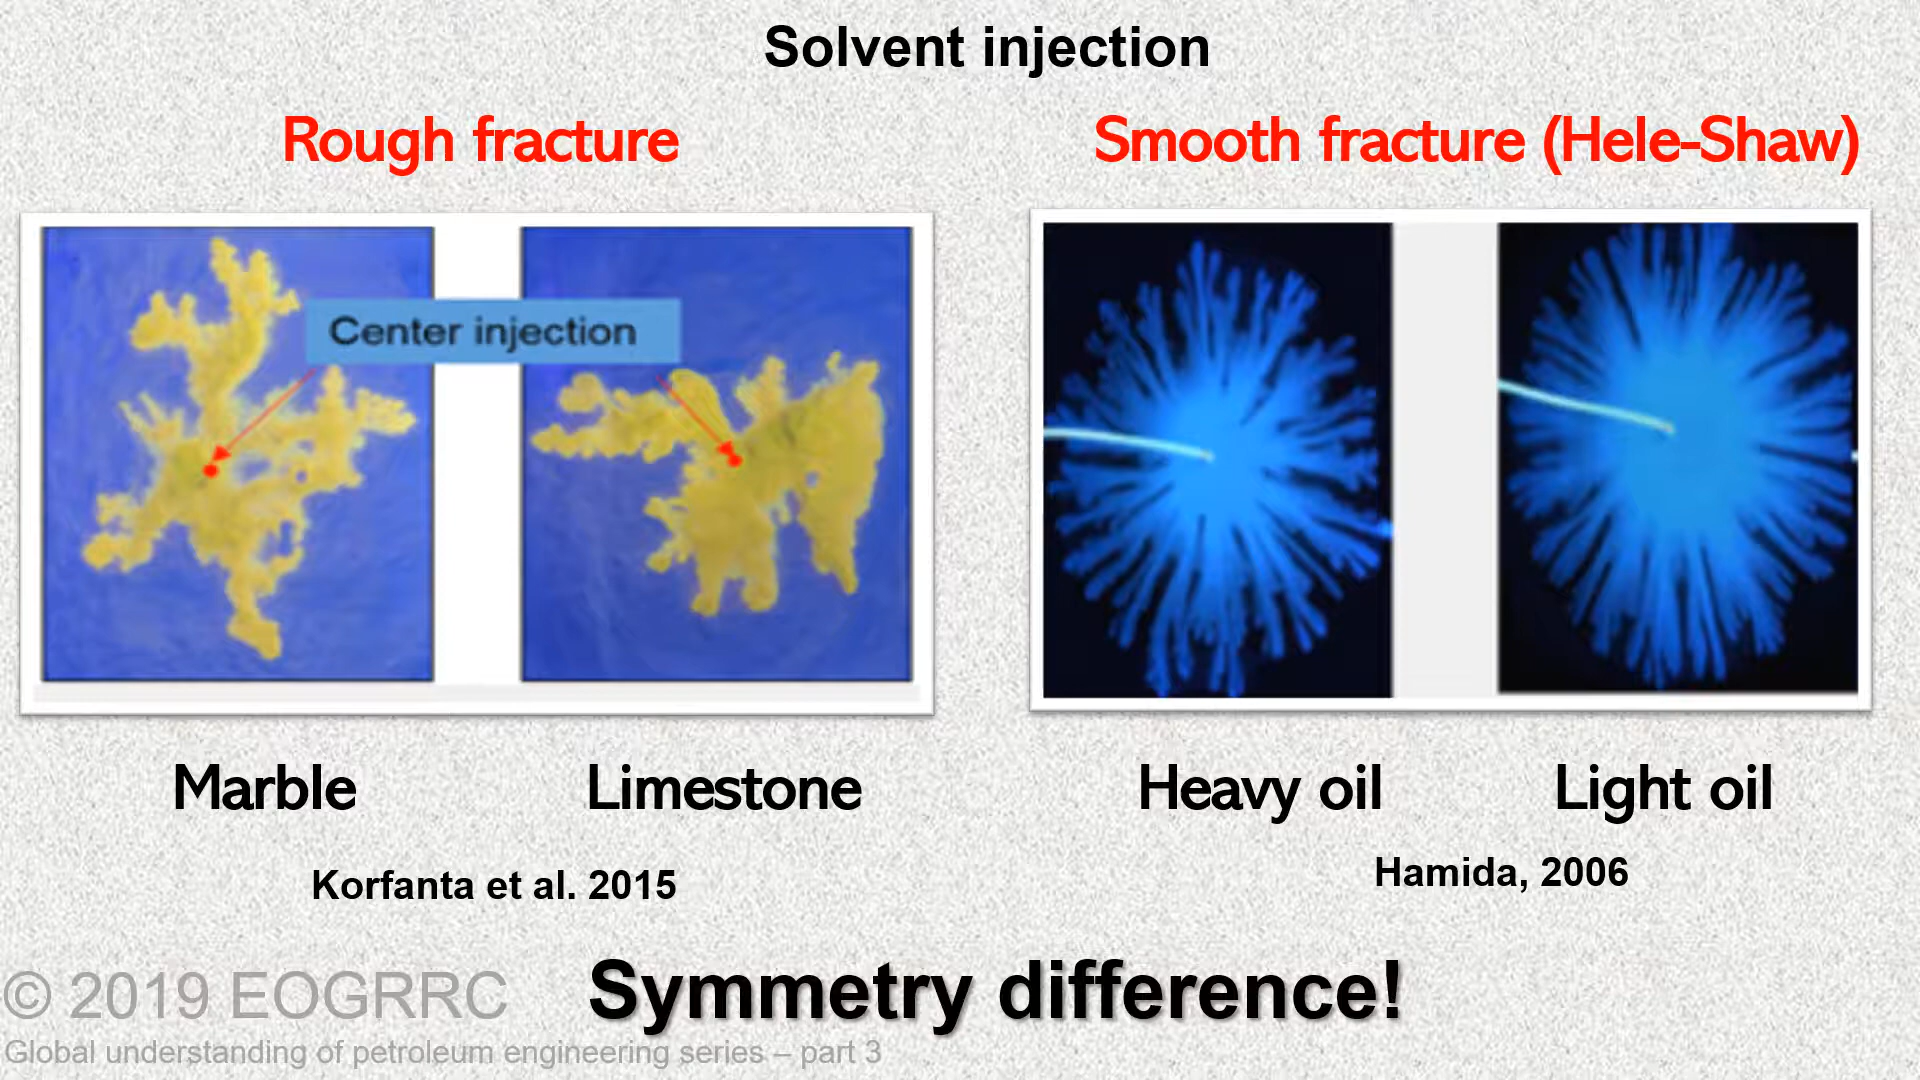 Solvent injection
Rough fracture
Smooth fracture (Hele-Shaw)
Center injection
Marble
Limestone
Heavy oil
Light oil
Korfanta et al. 2015
Hamida, 2006
Symmetry difference!
© 2019 EOGRRC
Global understanding of petroleum engineering series – part 3